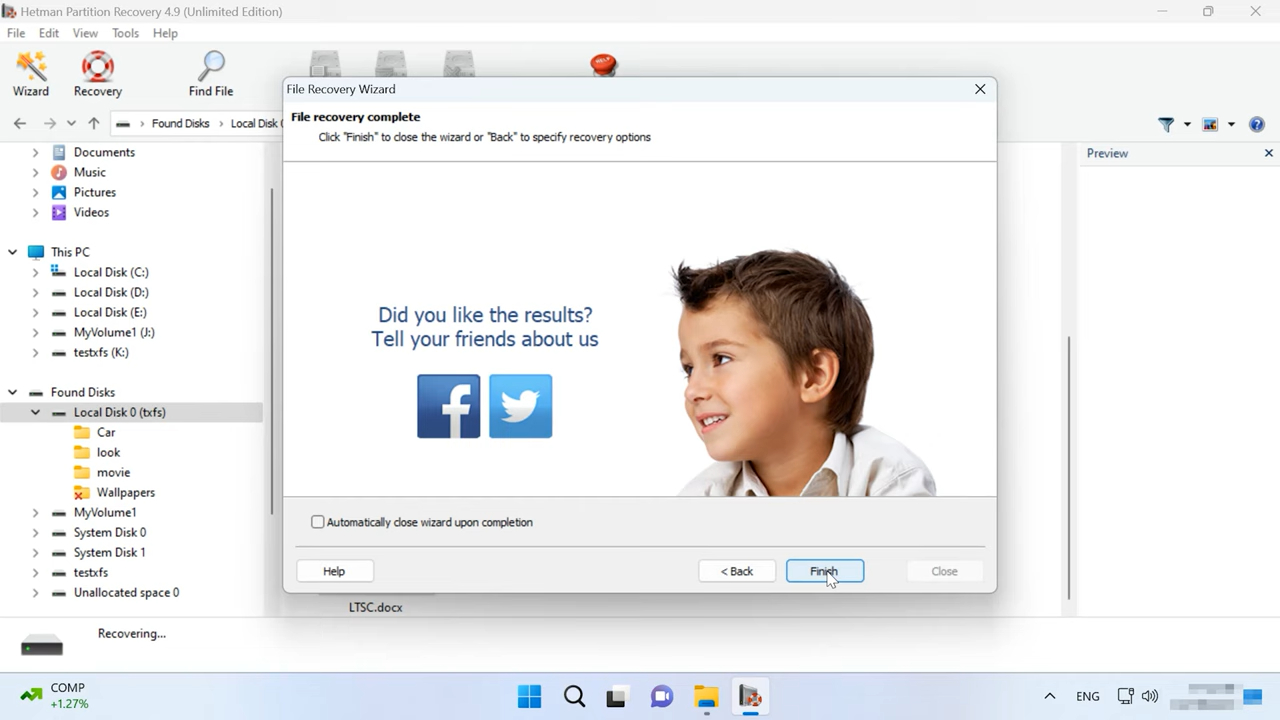 Hetman Partition Recovery 4.9 (Unlimited Edition)
File Edit View Tools Help
Wizard Recovery Find File
HELP
Found Disks Local Disk
Documents
Music
Pictures
Videos
This PC
Local Disk (C:)
Local Disk (D:)
Local Disk (E:)
MyVolume1 (J:)
testxfs (K:)
Found Disks
Local Disk 0 (txfs)
Car
look
movie
Wallpapers
MyVolume1
System Disk 0
System Disk 1
testxfs
Unallocated space 0
File Recovery Wizard
File recovery complete
Click "Finish" to close the wizard or "Back" to specify recovery options
Did you like the results?
Tell your friends about us
Automatically close wizard upon completion
Help < Back Finish Close
LTSC.docx
Preview
Recovering...
COMP
+1.27%
ENG